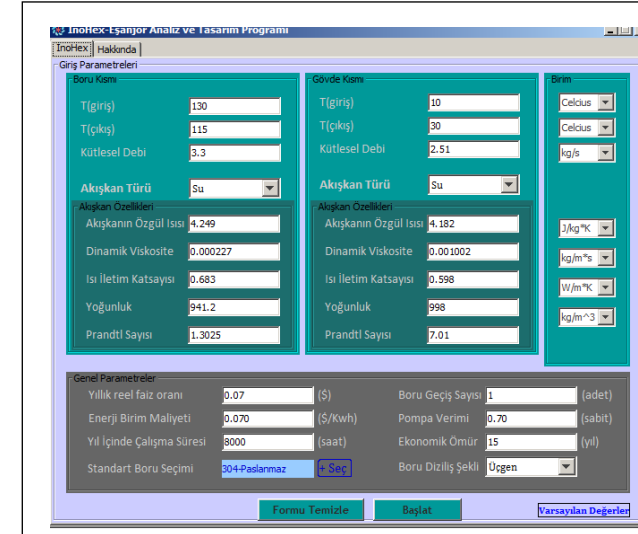 InoHex-Eşanjör Analiz ve Tasarım Programı
InoHex Hakkında
Giriş Parametreleri
Boru Kısmı
T(giriş) 130
T(çıkış) 115
Kütlesel Debi 3.3
Akışkan Türü Su
Akışkan Özellikleri
Akışkanın Özgül Isısı 4.249
Dinamik Viskosite 0.000227
Isı İletim Katsayısı 0.683
Yoğunluk 941.2
Prandtl Sayısı 1.3025
Gövde Kısmı
T(giriş) 10
T(çıkış) 30
Kütlesel Debi 2.51
Akışkan Türü Su
Akışkan Özellikleri
Akışkanın Özgül Isısı 4.182
Dinamik Viskosite 0.001002
Isı İletim Katsayısı 0.598
Yoğunluk 998
Prandtl Sayısı 7.01
Birim
Celcius
Celcius
kg/s
J/kg*K
kg/m*s
W/m*K
kg/m^3
Genel Parametreler
Yıllık reel faiz oranı 0.07 ($)
Enerji Birim Maliyeti 0.070 ($/Kwh)
Yıl İçinde Çalışma Süresi 8000 (saat)
Standart Boru Seçimi 304-Paslanmaz + Seç
Boru Geçiş Sayısı 1 (adet)
Pompa Verimi 0.70 (sabit)
Ekonomik Ömür 15 (yıl)
Boru Diziliş Şekli Üçgen
Formu Temizle Başlat Varsayılan Değerler